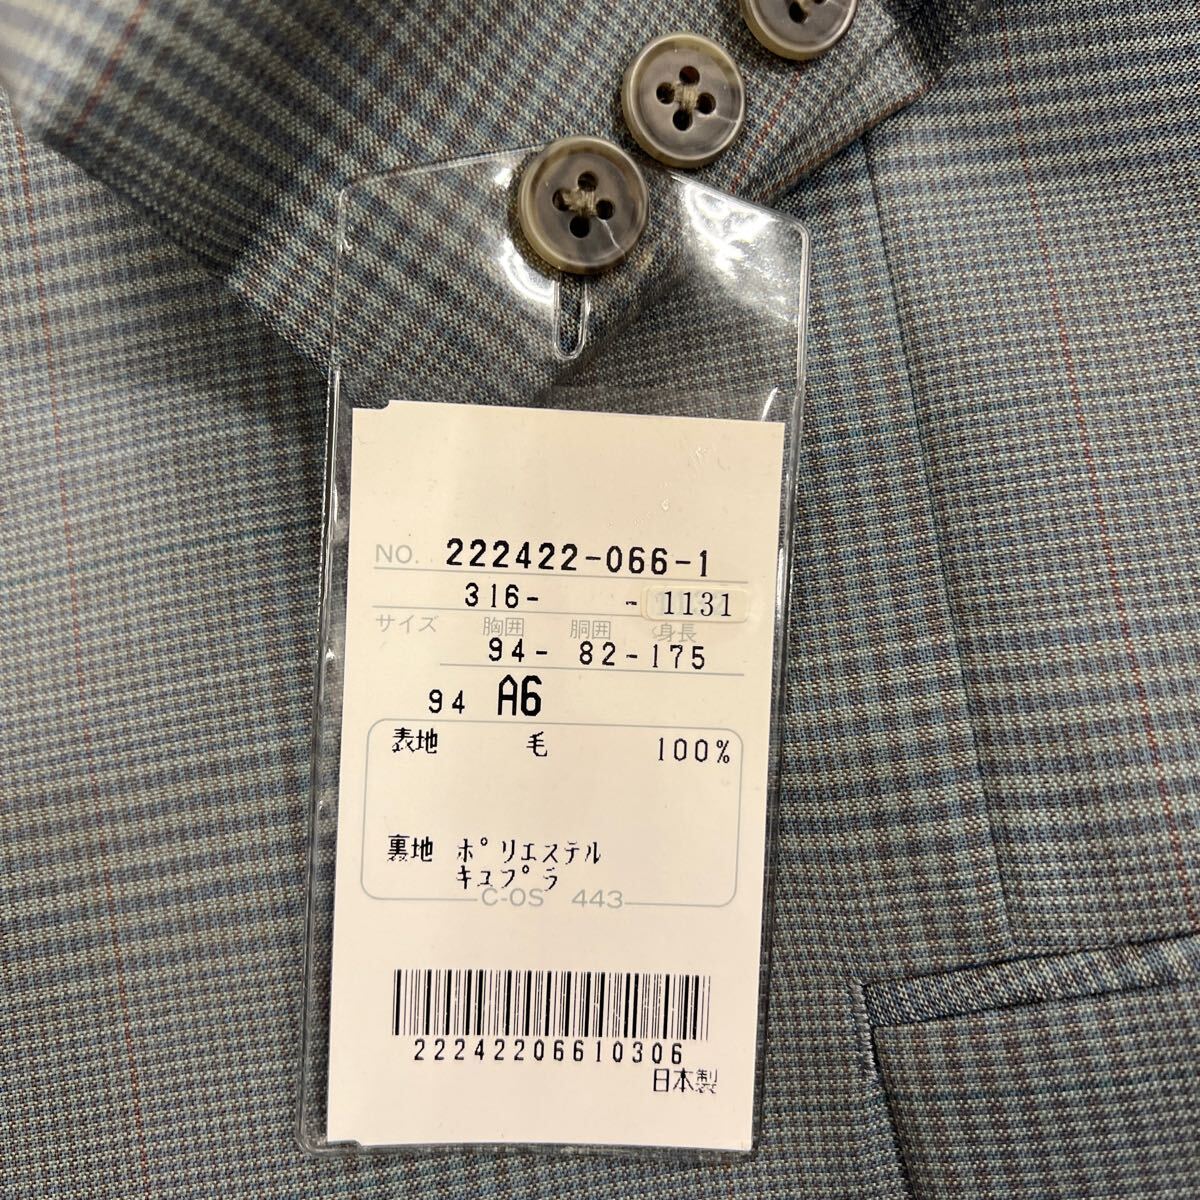 NO. 222422-066-1
316- - 1131
サイズ 胸囲 胴囲 身長
94- 82-175
94 A6
表地 毛 100%
裏地 ポリエステル
キュプラ
C-OS 443
2224220661030​6
日本製